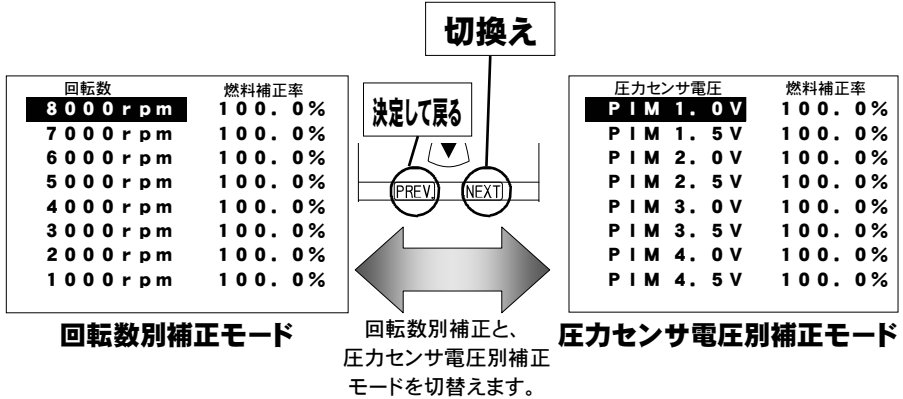 切換え
決定して戻る
回転数 燃料補正率
8000rpm 100.0%
7000rpm 100.0%
6000rpm 100.0%
5000rpm 100.0%
4000rpm 100.0%
3000rpm 100.0%
2000rpm 100.0%
1000rpm 100.0%
回転数別補正モード
PREV. NEXT
回転数別補正と、
圧力センサ電圧別補正
モードを切替えます。
圧力センサ電圧 燃料補正率
PIM 1.0V 100.0%
PIM 1.5V 100.0%
PIM 2.0V 100.0%
PIM 2.5V 100.0%
PIM 3.0V 100.0%
PIM 3.5V 100.0%
PIM 4.0V 100.0%
PIM 4.5V 100.0%
圧力センサ電圧別補正モード